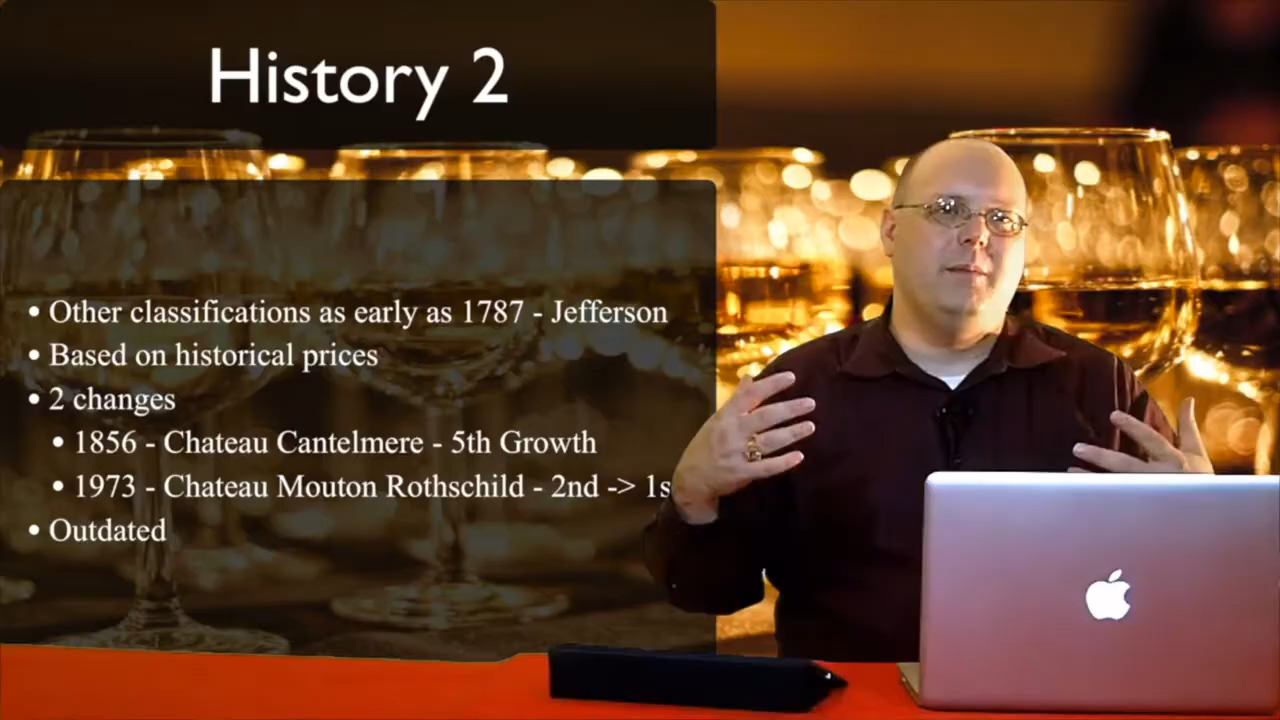 History 2
• Other classifications as early as 1787 - Jefferson
• Based on historical prices
• 2 changes
• 1856 - Chateau Cantelmere - 5th Growth
• 1973 - Chateau Mouton Rothschild - 2nd -> 1s
• Outdated